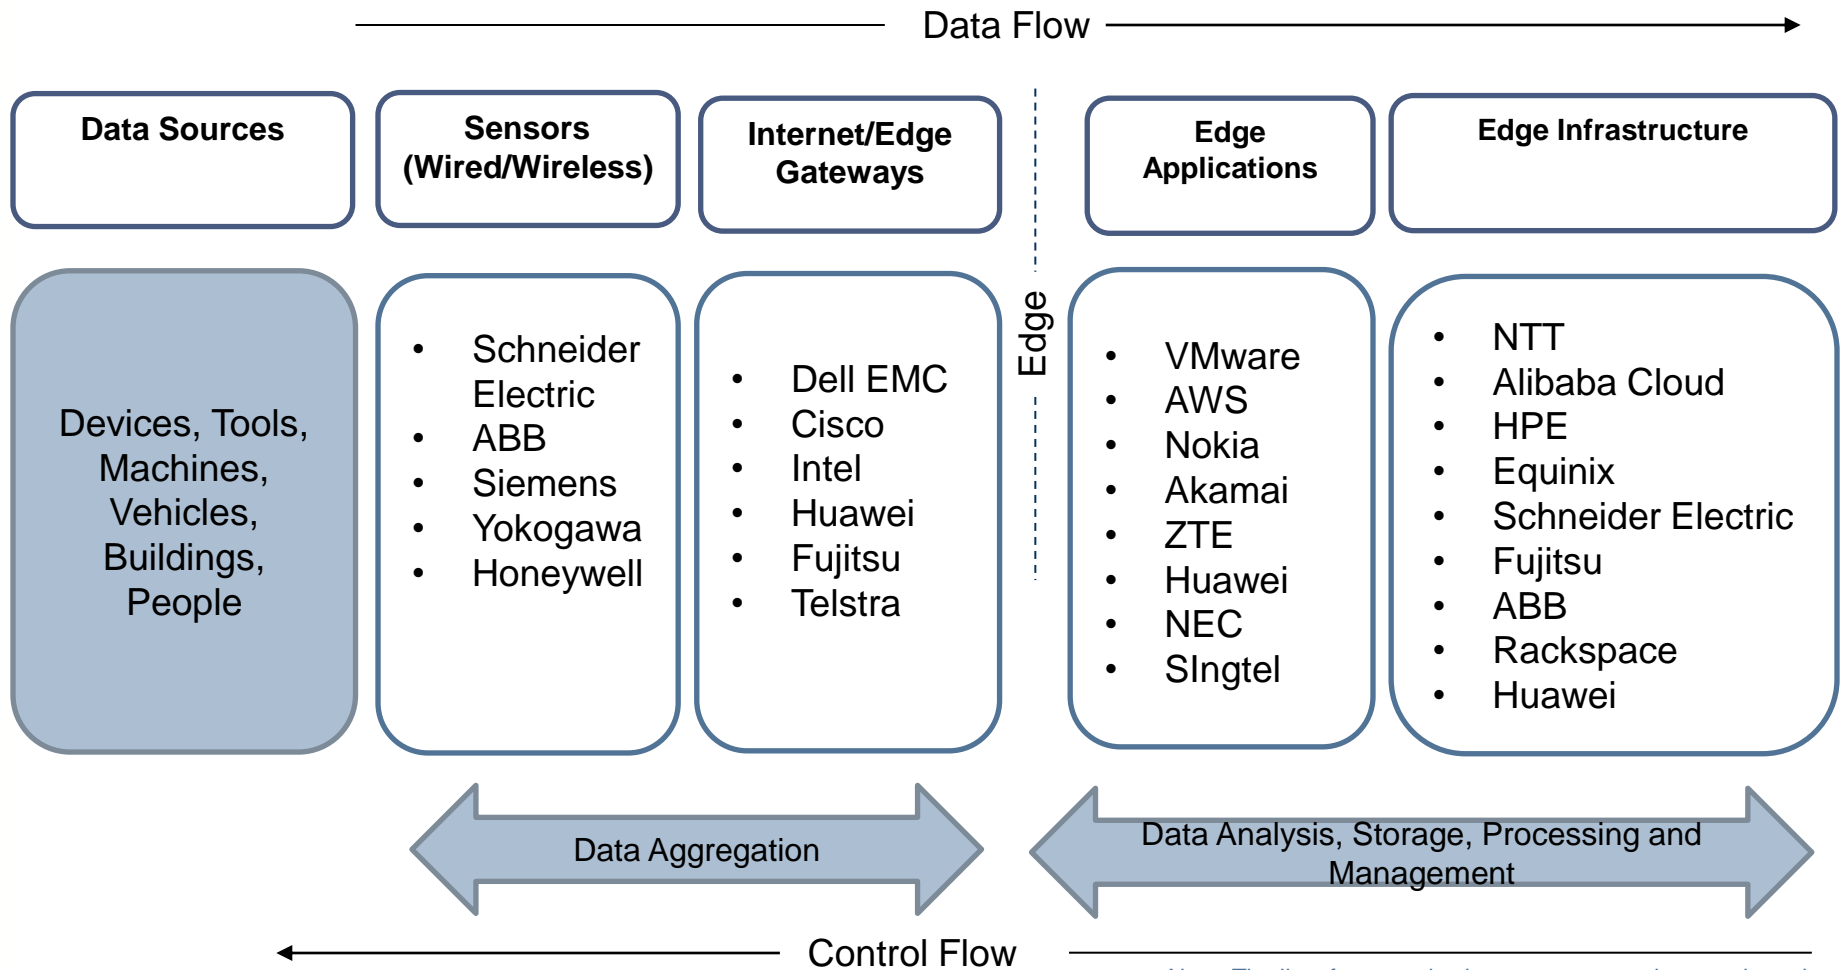 Data Flow
Data Sources
Sensors
(Wired/Wireless)
Internet/Edge
Gateways
Edge
Applications
Edge Infrastructure
Devices, Tools,
Machines,
Vehicles,
Buildings,
People
• Schneider
Electric
• ABB
• Siemens
• Yokogawa
• Honeywell
• Dell EMC
• Cisco
• Intel
• Huawei
• Fujitsu
• Telstra
Edge
• VMware
• AWS
• Nokia
• Akamai
• ZTE
• Huawei
• NEC
• SIngtel
• NTT
• Alibaba Cloud
• HPE
• Equinix
• Schneider Electric
• Fujitsu
• ABB
• Rackspace
• Huawei
Data Aggregation
Data Analysis, Storage, Processing and
Management
Control Flow